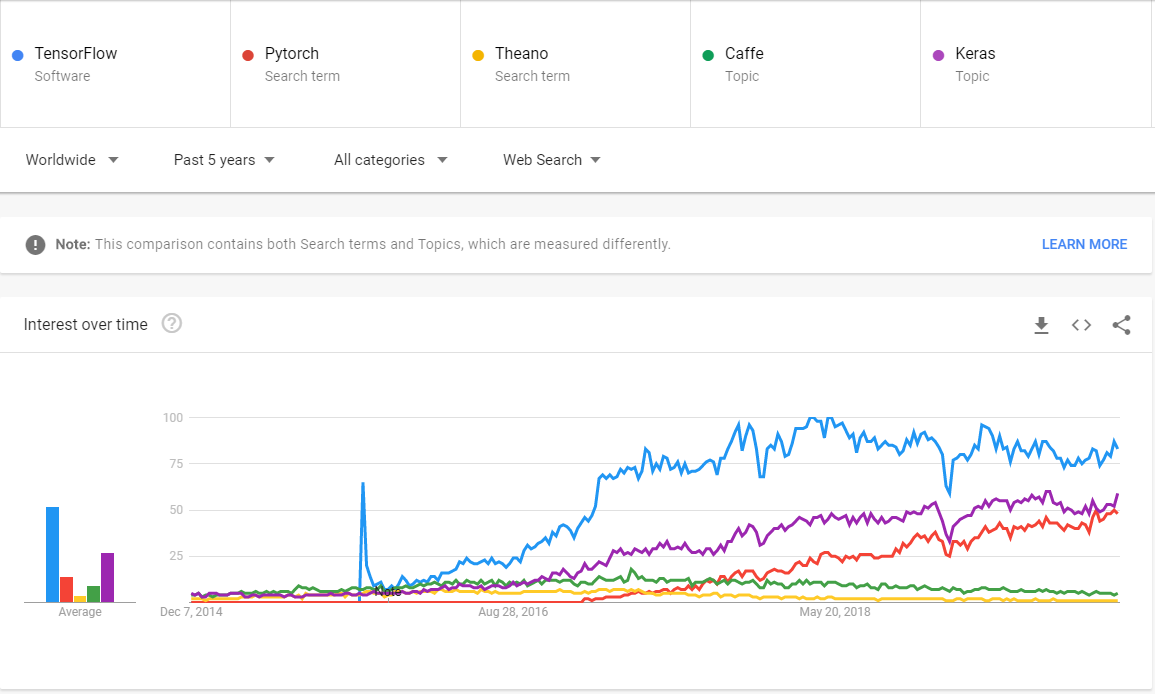 TensorFlow Pytorch Theano Caffe Keras
Software Search term Search term Topic Topic
Worldwide Past 5 years All categories Web Search
! Note: This comparison contains both Search terms and Topics, which are measured differently. LEARN MORE
Interest over time ?
100
75
50
25
Note
Average Dec 7, 2014 Aug 28, 2016 May 20, 2018